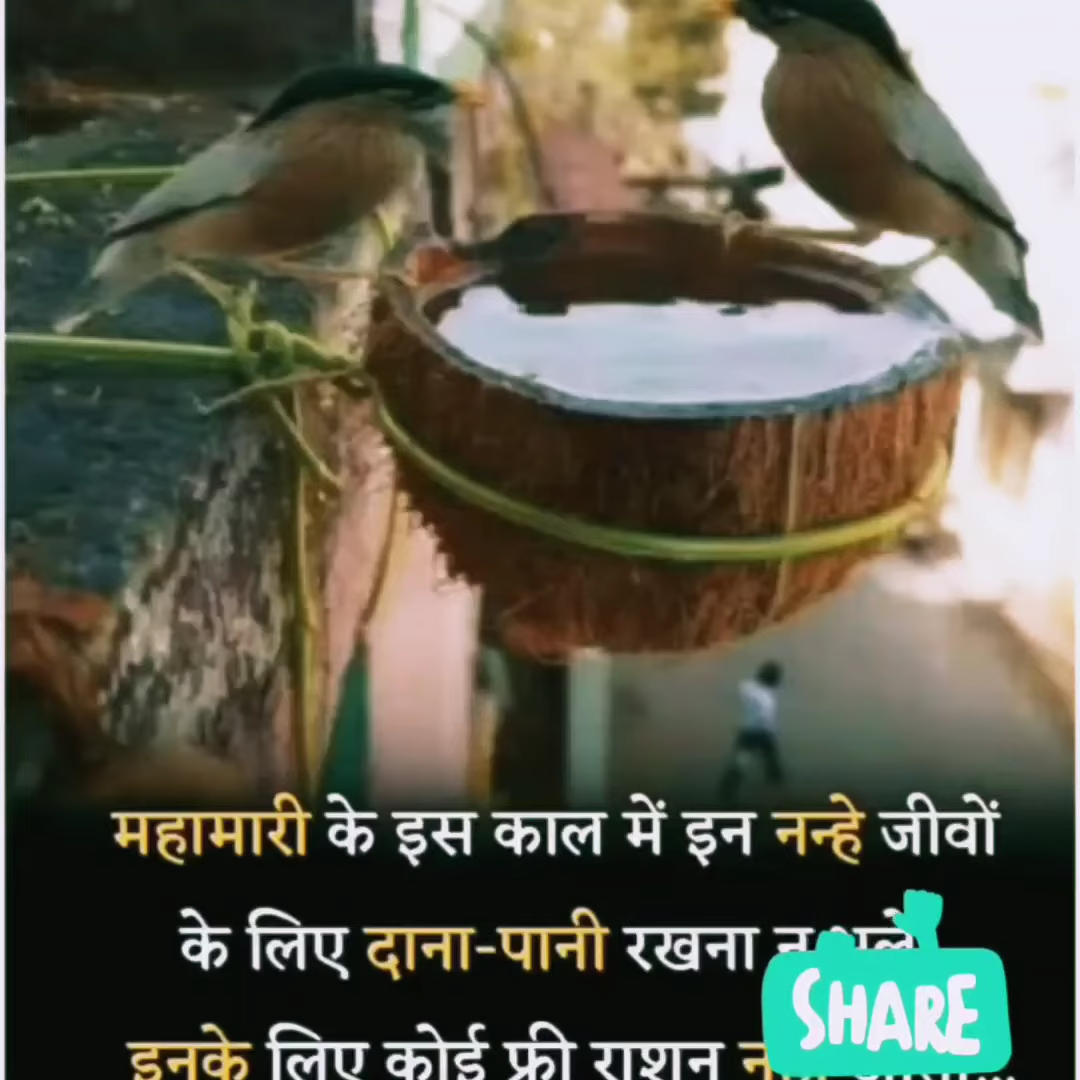 महामारी के इस काल में इन नन्हे जीवों
के लिए दाना-पानी रखना न भूलें
इनके लिए कोई फ्री राशन
SHARE